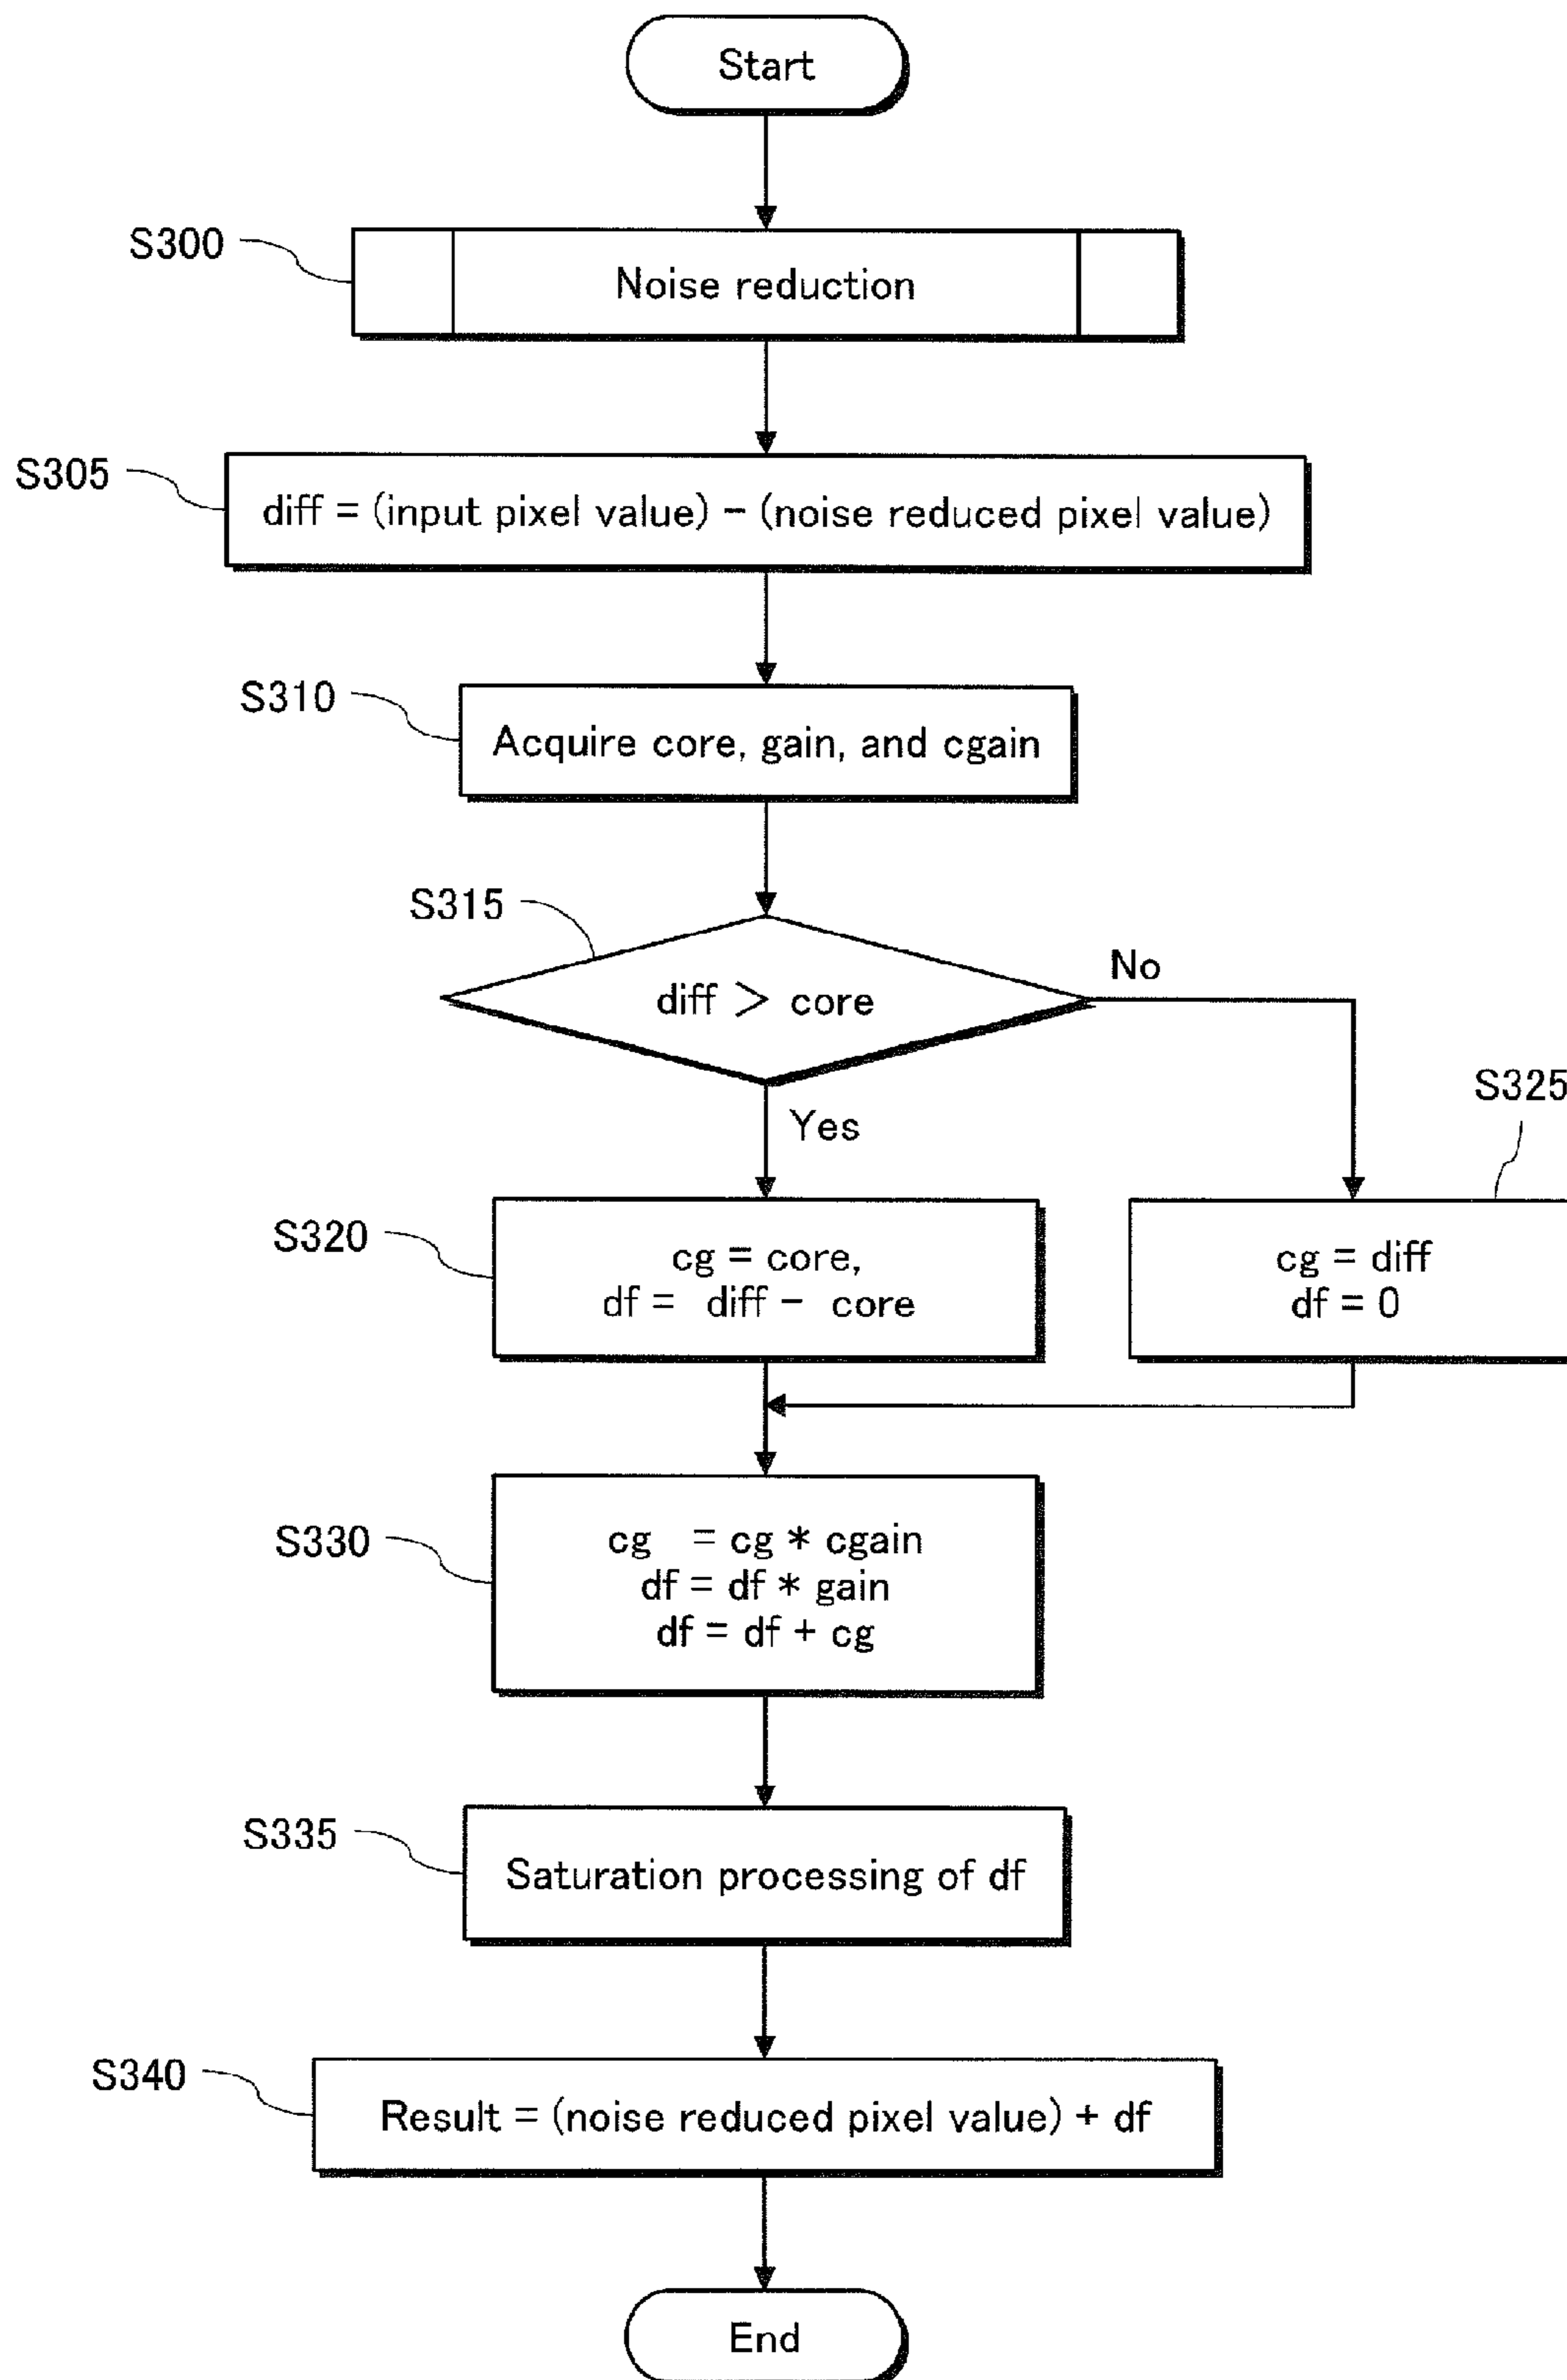 Start
S300
Noise reduction
S305
diff = (input pixel value) - (noise reduced pixel value)
S310
Acquire core, gain, and cgain
S315
diff > core
No
Yes
S325
S320
cg = core,
df = diff - core
cg = diff
df = 0
S330
cg = cg * cgain
df = df * gain
df = df + cg
S335
Saturation processing of df
S340
Result = (noise reduced pixel value) + df
End